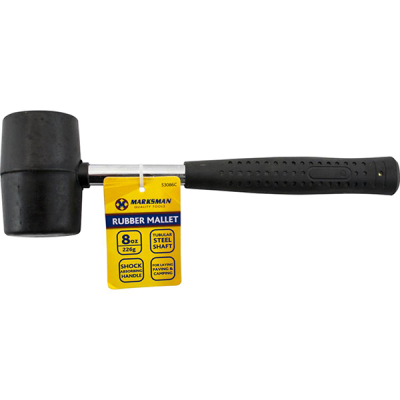 53086C
MARKSMAN
QUALITY TOOLS
RUBBER MALLET
8oz
226g
TUBULAR
STEEL
SHAFT
SHOCK
ABSORBING
HANDLE
FOR LAYING
PAVING &
CAMPING